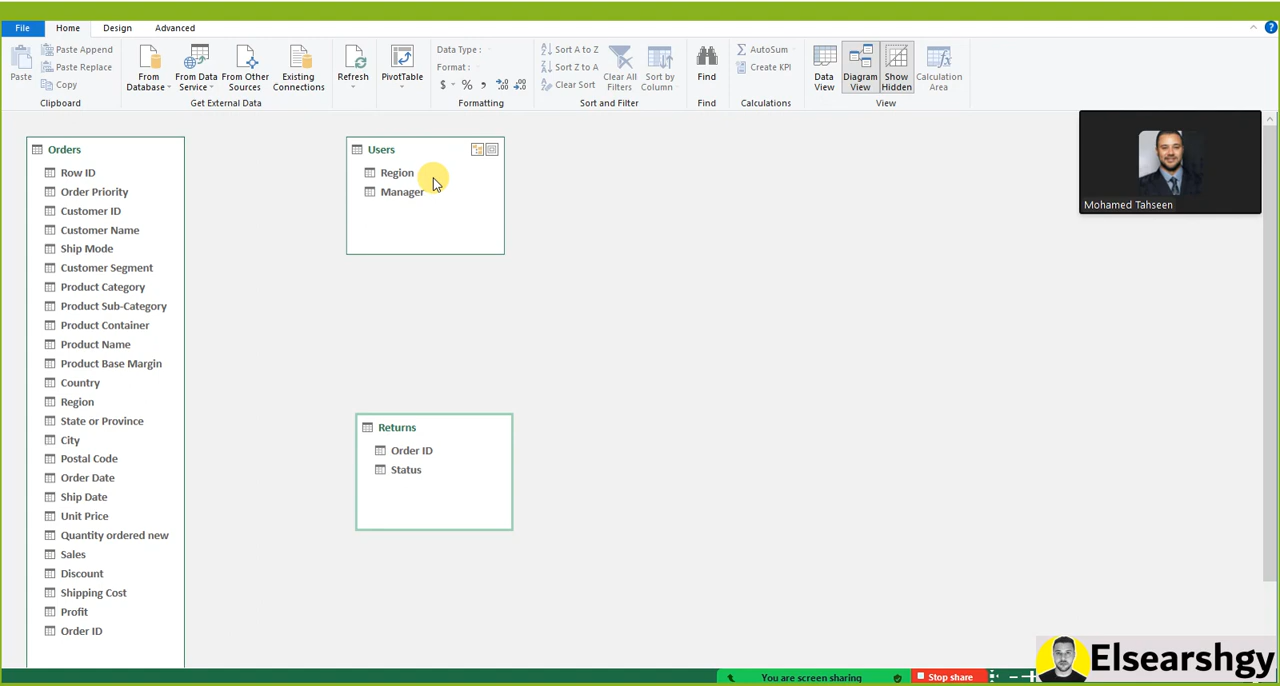 File Home Design Advanced
Paste
Paste Append
Paste Replace
Copy
Clipboard
From Database
From Data Service
From Other Sources
Existing Connections
Get External Data
Refresh
PivotTable
Data Type :
Format :
$ % ,
Formatting
Sort A to Z
Sort Z to A
Clear Sort
Clear All Filters
Sort by Column
Sort and Filter
Find
Find
AutoSum
Create KPI
Calculations
Data View
Diagram View
Show Hidden
Calculation Area
View
Orders
Row ID
Order Priority
Customer ID
Customer Name
Ship Mode
Customer Segment
Product Category
Product Sub-Category
Product Container
Product Name
Product Base Margin
Country
Region
State or Province
City
Postal Code
Order Date
Ship Date
Unit Price
Quantity ordered new
Sales
Discount
Shipping Cost
Profit
Order ID
Users
Region
Manager
Returns
Order ID
Status
Mohamed Tahseen
You are screen sharing
Stop share
Elsearshgy